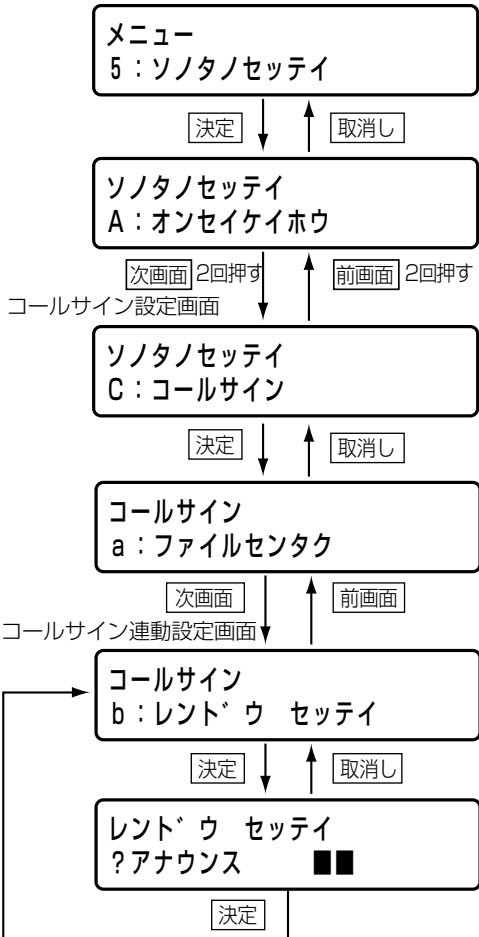 メニュー
5：ソノタノセッテイ
決定 取消し
ソノタノセッテイ
A：オンセイケイホウ
次画面 2回押す 前画面 2回押す
コールサイン設定画面
ソノタノセッテイ
C：コールサイン
決定 取消し
コールサイン
a：ファイルセンタク
次画面 前画面
コールサイン連動設定画面
コールサイン
b：レント゛ウ セッテイ
決定 取消し
レント゛ウ セッテイ
?アナウンス ■■
決定